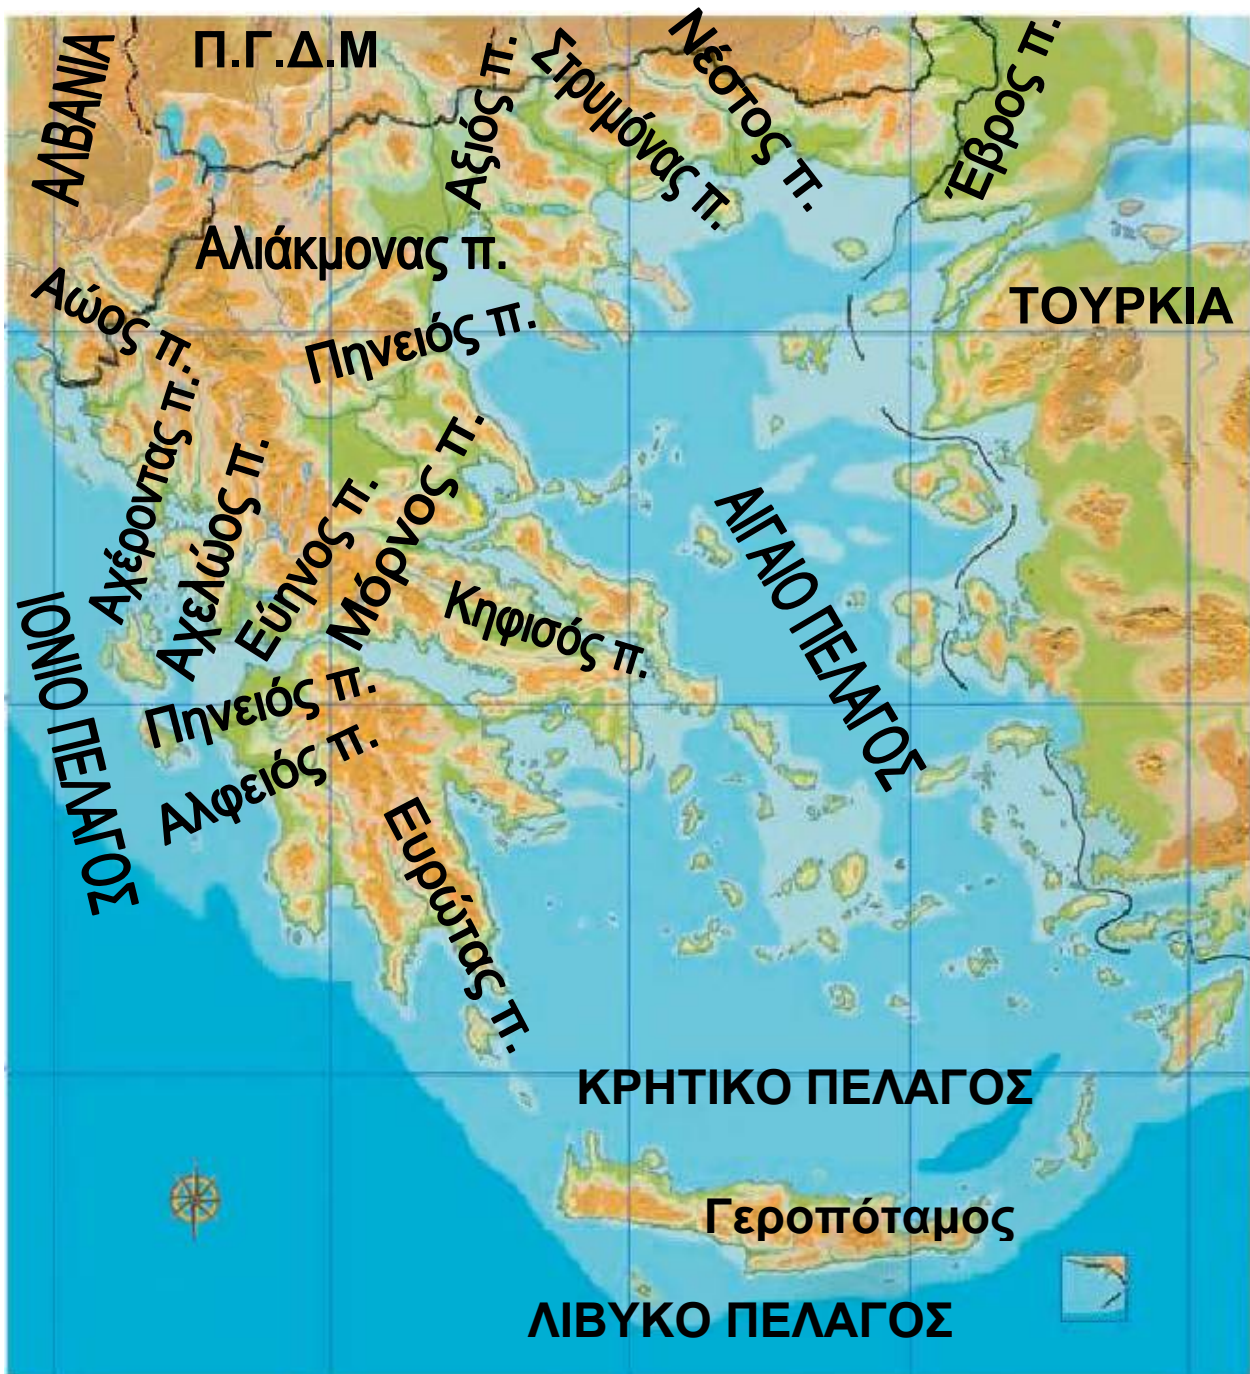 ΑΛΒΑΝΙΑ
Π.Γ.Δ.Μ
Αξιός π.
Στρυμόνας π.
Νέστος π.
Έβρος π.
Αλιάκμονας π.
Αώος π.
Πηνειός π.
ΤΟΥΡΚΙΑ
Αχέροντας π.
Αχελώος π.
Εύηνος π.
Μόρνος π.
Κηφισός π.
ΑΙΓΑΙΟ ΠΕΛΑΓΟΣ
ΙΟΝΙΟ ΠΕΛΑΓΟΣ
Πηνειός π.
Αλφειός π.
Ευρώτας π.
ΚΡΗΤΙΚΟ ΠΕΛΑΓΟΣ
Γεροπόταμος
ΛΙΒΥΚΟ ΠΕΛΑΓΟΣ